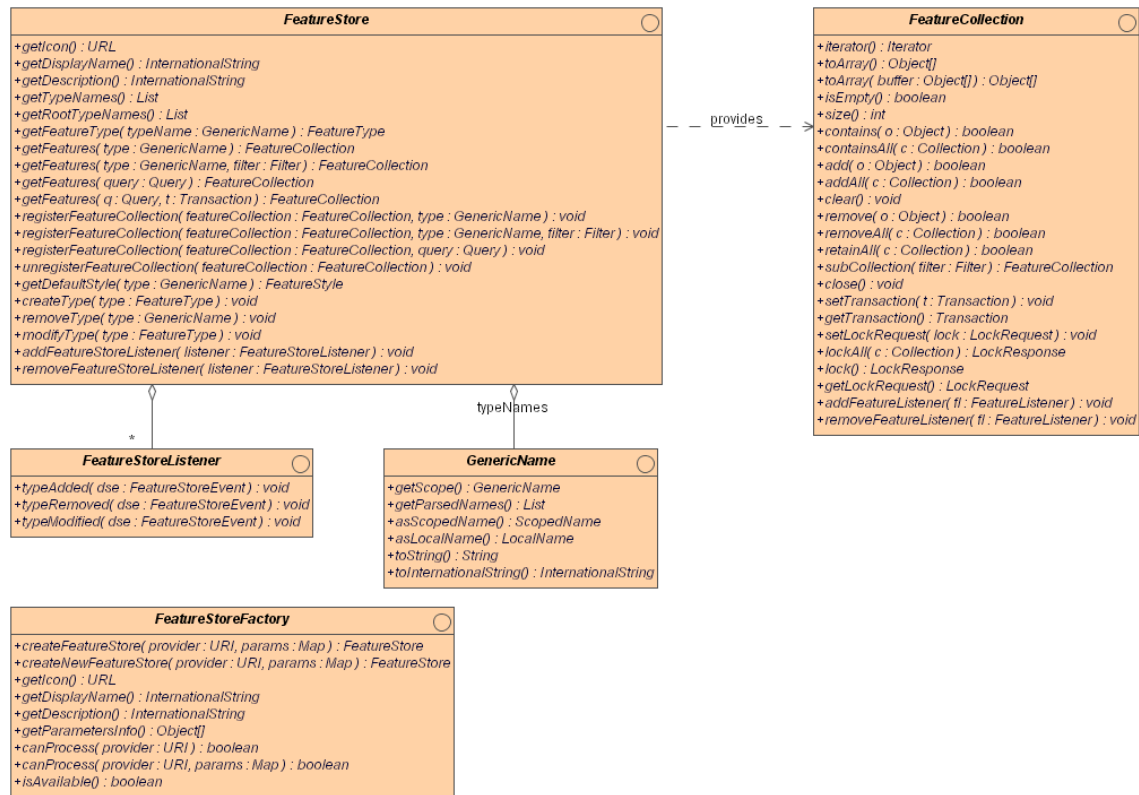 FeatureStore
+getIcon() : URL
+getDisplayName() : InternationalString
+getDescription() : InternationalString
+getTypeNames() : List
+getRootTypeNames() : List
+getFeatureType( typeName : GenericName ) : FeatureType
+getFeatures( type : GenericName ) : FeatureCollection
+getFeatures( type : GenericName, filter : Filter ) : FeatureCollection
+getFeatures( query : Query ) : FeatureCollection
+getFeatures( q : Query, t : Transaction ) : FeatureCollection
+registerFeatureCollection( featureCollection : FeatureCollection, type : GenericName ) : void
+registerFeatureCollection( featureCollection : FeatureCollection, type : GenericName, filter : Filter ) : void
+registerFeatureCollection( featureCollection : FeatureCollection, query : Query ) : void
+unregisterFeatureCollection( featureCollection : FeatureCollection ) : void
+getDefaultStyle( type : GenericName ) : FeatureStyle
+createType( type : FeatureType ) : void
+removeType( type : GenericName ) : void
+modifyType( type : FeatureType ) : void
+addFeatureStoreListener( listener : FeatureStoreListener ) : void
+removeFeatureStoreListener( listener : FeatureStoreListener ) : void
provides
FeatureCollection
+iterator() : Iterator
+toArray() : Object[]
+toArray( buffer : Object[] ) : Object[]
+isEmpty() : boolean
+size() : int
+contains( o : Object ) : boolean
+containsAll( c : Collection ) : boolean
+add( o : Object ) : boolean
+addAll( c : Collection ) : boolean
+clear() : void
+remove( o : Object ) : boolean
+removeAll( c : Collection ) : boolean
+retainAll( c : Collection ) : boolean
+subCollection( filter : Filter ) : FeatureCollection
+close() : void
+setTransaction( t : Transaction ) : void
+getTransaction() : Transaction
+setLockRequest( lock : LockRequest ) : void
+lockAll( c : Collection ) : LockResponse
+lock() : LockResponse
+getLockRequest() : LockRequest
+addFeatureListener( fl : FeatureListener ) : void
+removeFeatureListener( fl : FeatureListener ) : void
typeNames
*
FeatureStoreListener
+typeAdded( dse : FeatureStoreEvent ) : void
+typeRemoved( dse : FeatureStoreEvent ) : void
+typeModified( dse : FeatureStoreEvent ) : void
GenericName
+getScope() : GenericName
+getParsedNames() : List
+asScopedName() : ScopedName
+asLocalName() : LocalName
+toString() : String
+toInternationalString() : InternationalString
FeatureStoreFactory
+createFeatureStore( provider : URI, params : Map ) : FeatureStore
+createNewFeatureStore( provider : URI, params : Map ) : FeatureStore
+getIcon() : URL
+getDisplayName() : InternationalString
+getDescription() : InternationalString
+getParametersInfo() : Object[]
+canProcess( provider : URI ) : boolean
+canProcess( provider : URI, params : Map ) : boolean
+isAvailable() : boolean